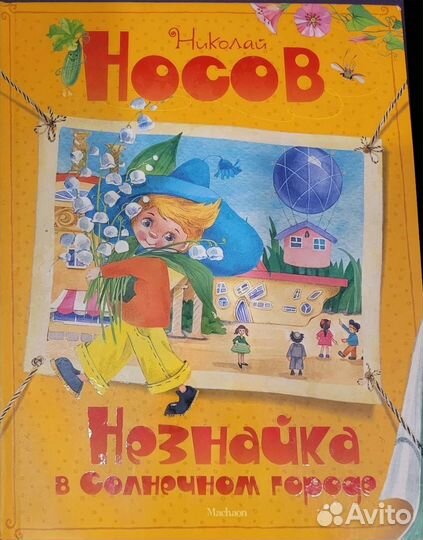 Николай
Носов
Незнайка
в Солнечном городе
Machaon
Avito